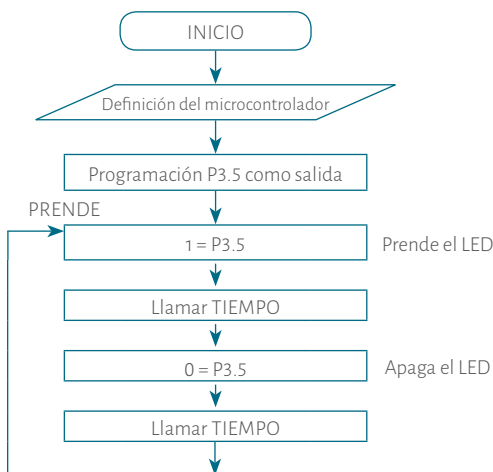 INICIO
Definición del microcontrolador
Programación P3.5 como salida
PRENDE
1 = P3.5
Prende el LED
Llamar TIEMPO
0 = P3.5
Apaga el LED
Llamar TIEMPO